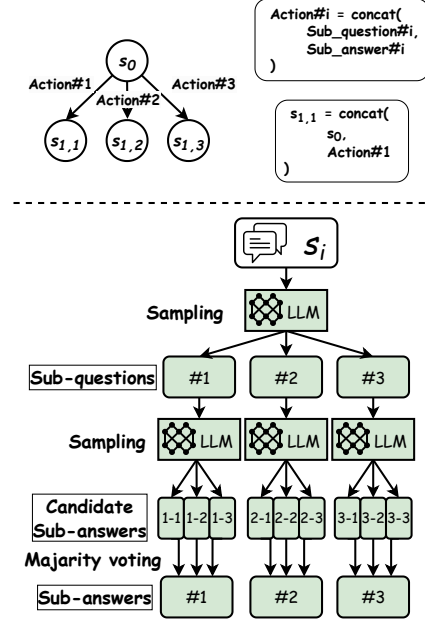 Action#i = concat(
Sub_question#i,
Sub_answer#i
)
s0
Action#1
Action#2
Action#3
s1,1
s1,2
s1,3
s1,1 = concat(
s0,
Action#1
)
Si
Sampling
LLM
Sub-questions
#1 #2 #3
Sampling
LLM LLM LLM
Candidate
Sub-answers
1-1 1-2 1-3 2-1 2-2 2-3 3-1 3-2 3-3
Majarity voting
Sub-answers
#1 #2 #3